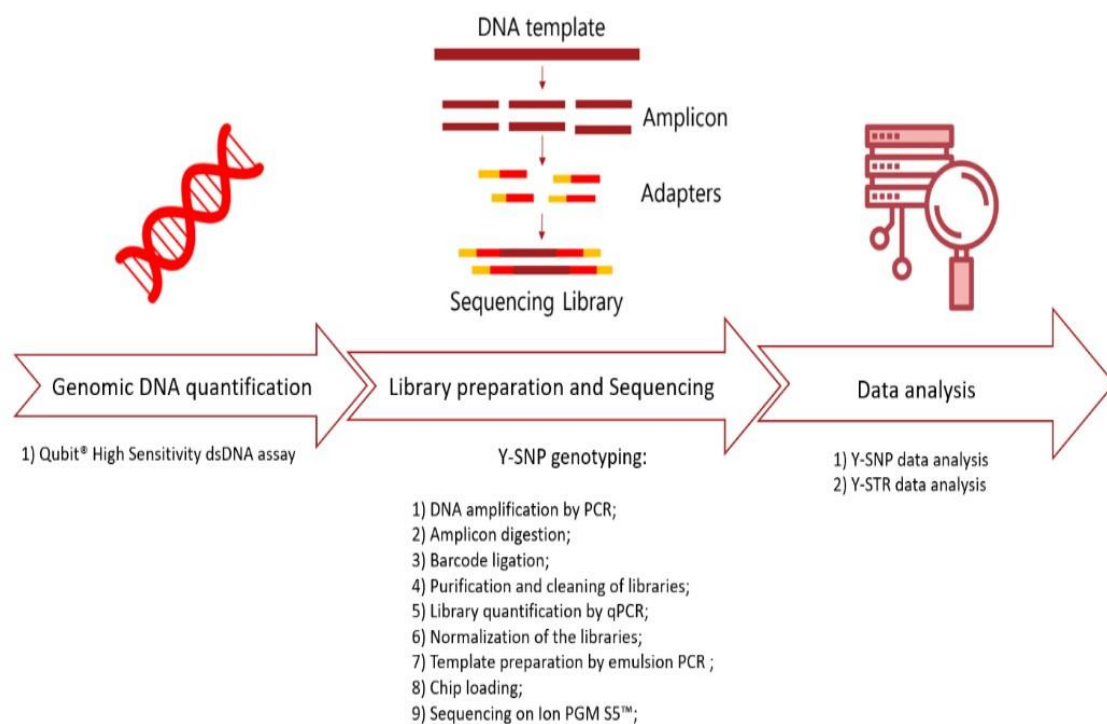 DNA template
Amplicon
Adapters
Sequencing Library
Genomic DNA quantification
1) Qubit® High Sensitivity dsDNA assay
Library preparation and Sequencing
Y-SNP genotyping:
1) DNA amplification by PCR;
2) Amplicon digestion;
3) Barcode ligation;
4) Purification and cleaning of libraries;
5) Library quantification by qPCR;
6) Normalization of the libraries;
7) Template preparation by emulsion PCR ;
8) Chip loading;
9) Sequencing on Ion PGM S5™;
Data analysis
1) Y-SNP data analysis
2) Y-STR data analysis